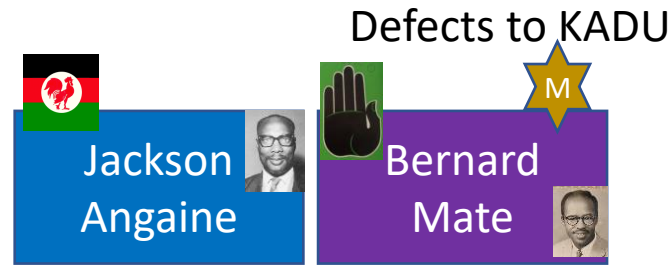 Defects to KADU
M
Jackson
Angaine
Bernard
Mate